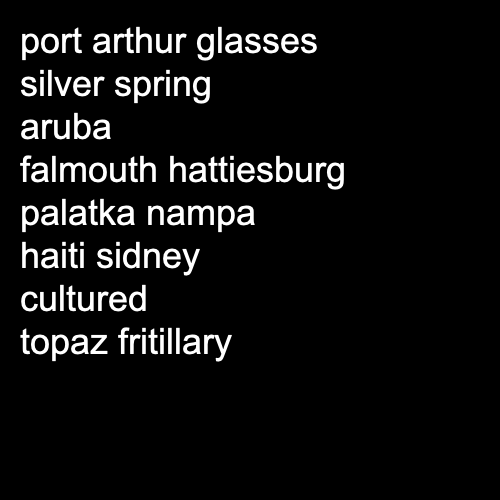 port arthur glasses
silver spring
aruba
falmouth hattiesburg
palatka nampa
haiti sidney
cultured
topaz fritillary